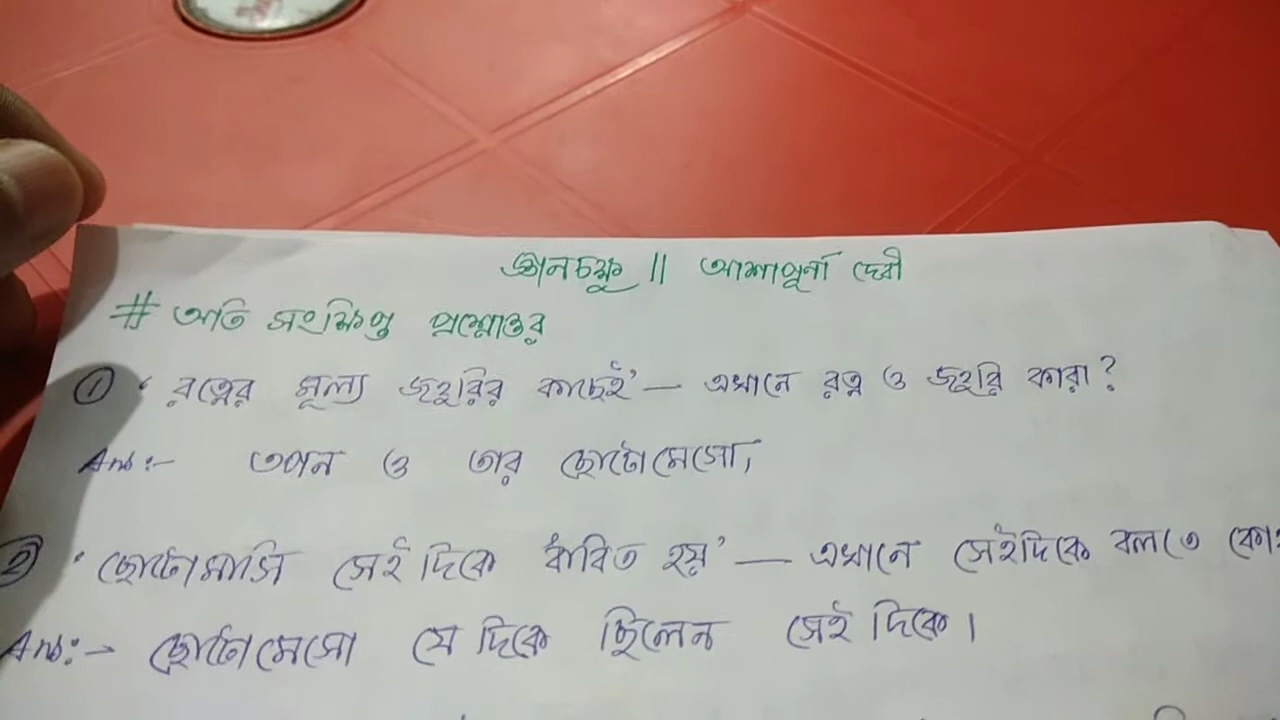 জ্ঞানচক্ষু || আশাপূর্ণা দেবী
# অতি সংক্ষিপ্ত প্রশ্নোত্তর
① 'রত্নের মূল্য জহুরির কাছেই' — এখানে রত্ন ও জহুরি কারা?
Ans:- তপন ও তার ছোটোমেসো,
② 'ছোটোমাসি সেই দিকে ধাবিত হয়' — এখানে সেইদিকে বলতে
Ans:- ছোটোমেসো যে দিকে ছিলেন সেই দিকে।